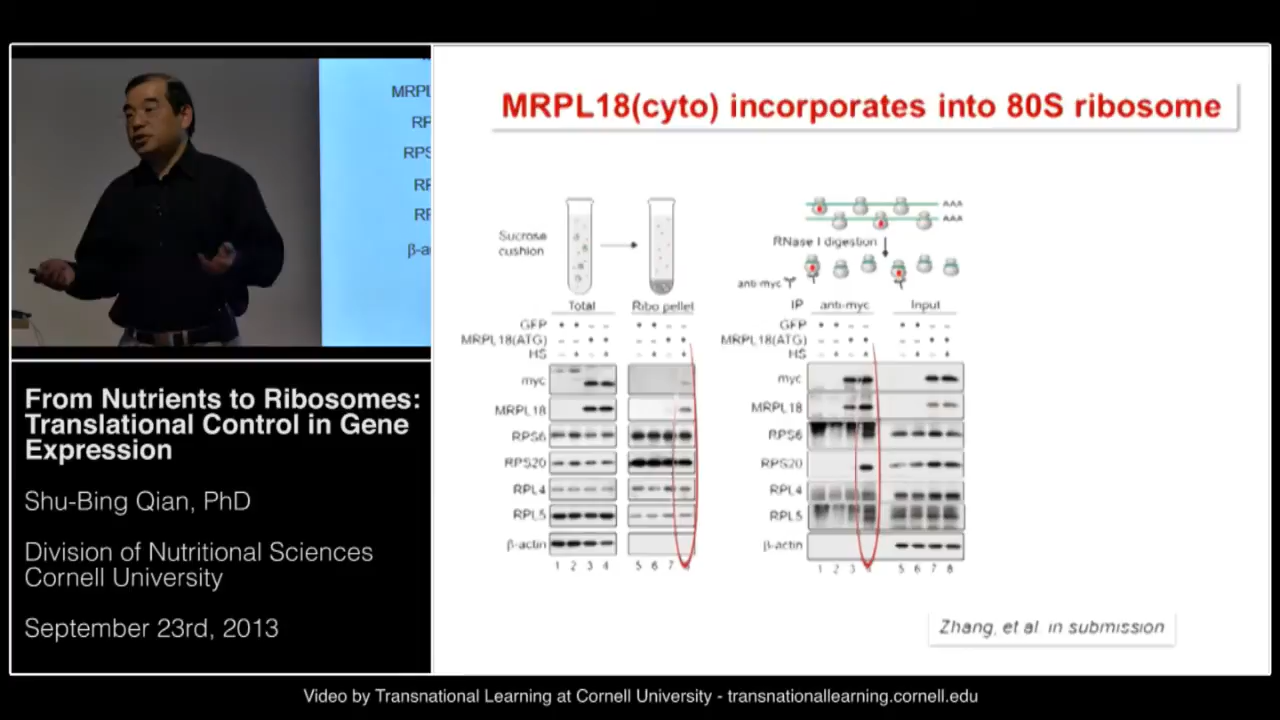 MRPL
RP
RPS
RP
RP
β-a
From Nutrients to Ribosomes:
Translational Control in Gene
Expression
Shu-Bing Qian, PhD
Division of Nutritional Sciences
Cornell University
September 23rd, 2013
MRPL18(cyto) incorporates into 80S ribosome
Sucrose
cushion
Total
Ribo pellet
GFP + + - - + + - -
MRPL18(ATG) - - + + - - + +
HS - + - + - + - +
myc
MRPL18
RPS6
RPS20
RPL4
RPL5
β-actin
1 2 3 4 5 6 7
AAA
AAA
RNase I digestion
anti-myc
IP anti-myc Input
GFP + + - - + + - -
MRPL18(ATG) - - + + - - + +
HS - + - + - + - +
myc
MRPL18
RPS6
RPS20
RPL4
RPL5
β-actin
1 2 3 4 5 6 7 8
Zhang, et al in submission
Video by Transnational Learning at Cornell University - transnationallearning.cornell.edu